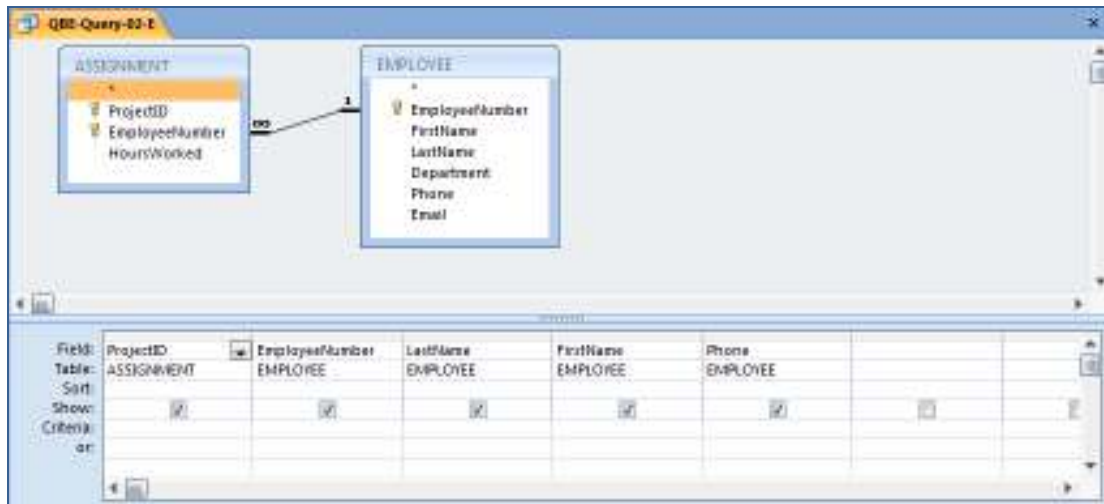 QBE-Query-02-E
ASSIGNMENT
*
ProjectID
EmployeeNumber
HoursWorked
∞
1
EMPLOYEE
*
EmployeeNumber
FirstName
LastName
Department
Phone
Email
Field: ProjectID EmployeeNumber LastName FirstName Phone
Table: ASSIGNMENT EMPLOYEE EMPLOYEE EMPLOYEE EMPLOYEE
Sort:
Show:
Criteria:
or: